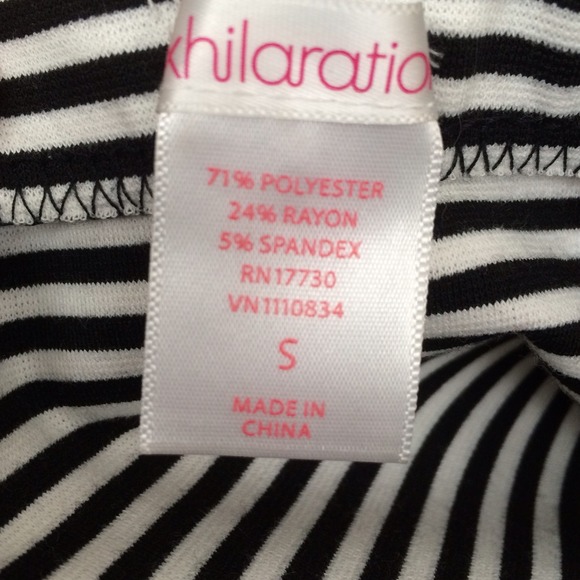 xhilaratio
71% POLYESTER
24% RAYON
5% SPANDEX
RN17730
VN1110834
S
MADE IN
CHINA